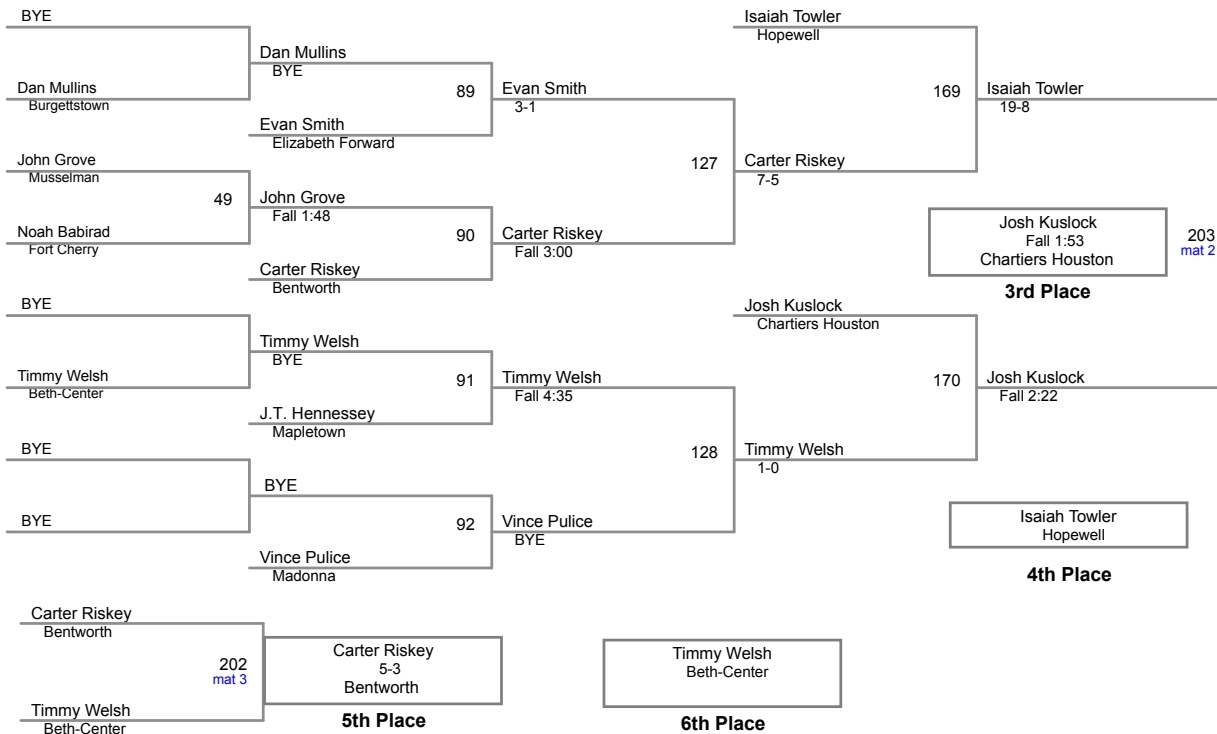 BYE
Dan Mullins
Burgettstown
John Grove
Musselman
49
Noah Babirad
Fort Cherry
BYE
Timmy Welsh
Beth-Center
BYE
BYE
Dan Mullins
BYE
89
Evan Smith
Elizabeth Forward
John Grove
Fall 1:48
90
Carter Riskey
Bentworth
Timmy Welsh
BYE
91
J.T. Hennessey
Mapletown
BYE
92
Vince Pulice
Madonna
Evan Smith
3-1
127
Carter Riskey
Fall 3:00
Timmy Welsh
Fall 4:35
128
Vince Pulice
BYE
Isaiah Towler
Hopewell
169
Carter Riskey
7-5
Josh Kuslock
Chartiers Houston
170
Timmy Welsh
1-0
Isaiah Towler
19-8
Josh Kuslock
Fall 1:53
Chartiers Houston
203
mat 2
3rd Place
Josh Kuslock
Fall 2:22
Isaiah Towler
Hopewell
4th Place
Carter Riskey
Bentworth
202
mat 3
Timmy Welsh
Beth-Center
Carter Riskey
5-3
Bentworth
5th Place
Timmy Welsh
Beth-Center
6th Place